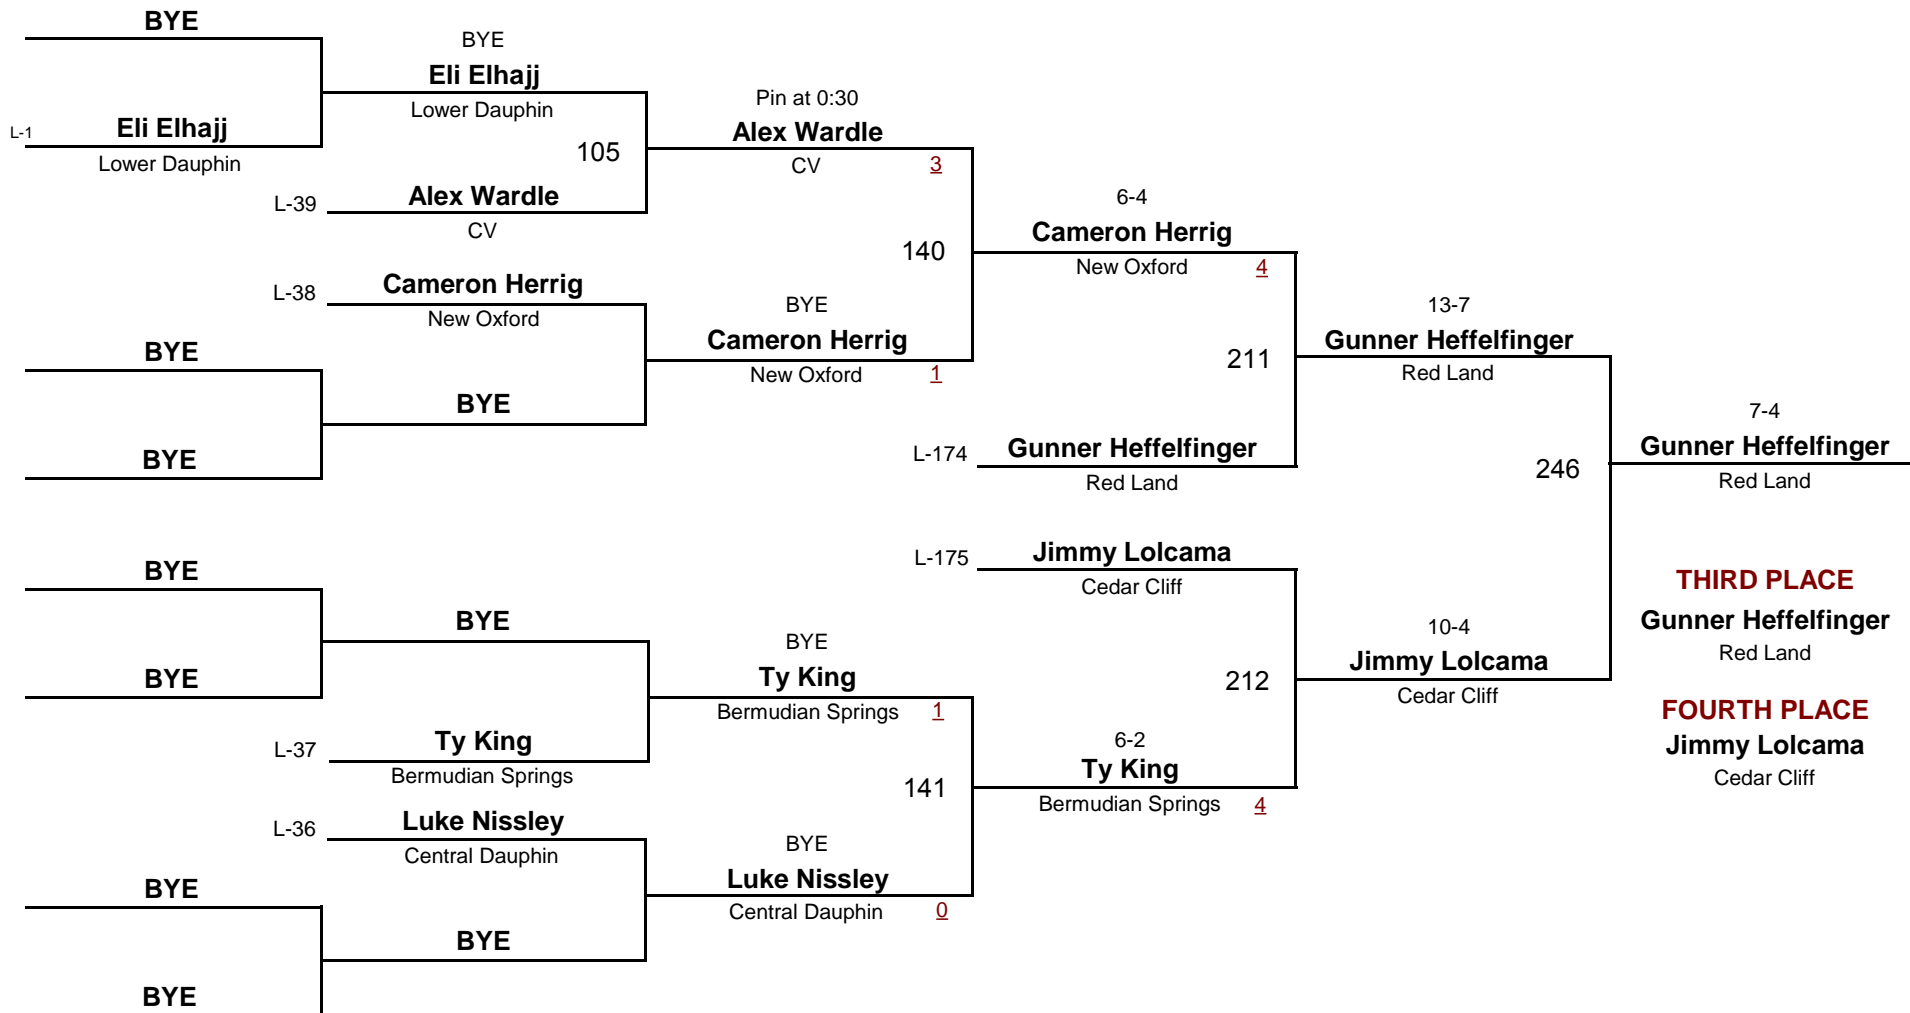 BYE
L-1
Eli Elhajj
Lower Dauphin
BYE
Eli Elhajj
Lower Dauphin
105
L-39
Alex Wardle
CV
Pin at 0:30
Alex Wardle
CV
3
L-38
Cameron Herrig
New Oxford
BYE
BYE
BYE
BYE
Cameron Herrig
New Oxford
1
140
6-4
Cameron Herrig
New Oxford
4
211
L-174
Gunner Heffelfinger
Red Land
13-7
Gunner Heffelfinger
Red Land
BYE
BYE
BYE
L-37
Ty King
Bermudian Springs
BYE
Ty King
Bermudian Springs
1
L-36
Luke Nissley
Central Dauphin
BYE
BYE
BYE
BYE
Luke Nissley
Central Dauphin
0
141
L-175
Jimmy Lolcama
Cedar Cliff
212
6-2
Ty King
Bermudian Springs
4
10-4
Jimmy Lolcama
Cedar Cliff
246
7-4
Gunner Heffelfinger
Red Land
THIRD PLACE
Gunner Heffelfinger
Red Land
FOURTH PLACE
Jimmy Lolcama
Cedar Cliff